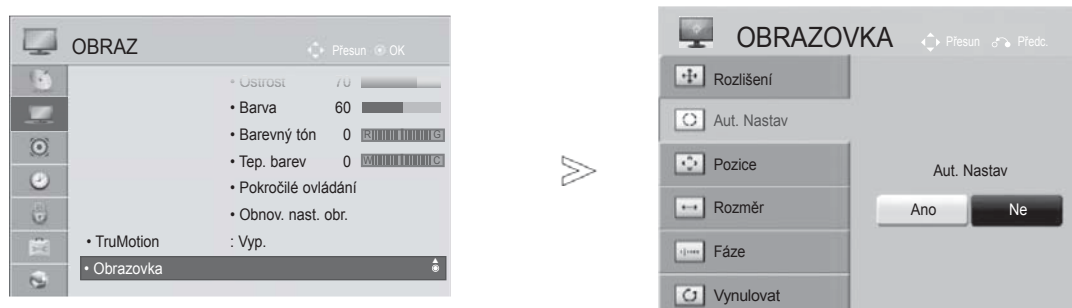 OBRAZ
Přesun ⊙ OK
• Ostrost 70
• Barva 60
• Barevný tón 0 R G
• Tep. barev 0 W C
• Pokročilé ovládání
• Obnov. nast. obr.
• TruMotion : Vyp.
• Obrazovka
OBRAZOVKA
Přesun Předc.
Rozlišení
Aut. Nastav
Pozice
Rozměr
Fáze
Vynulovat
Aut. Nastav
Ano Ne